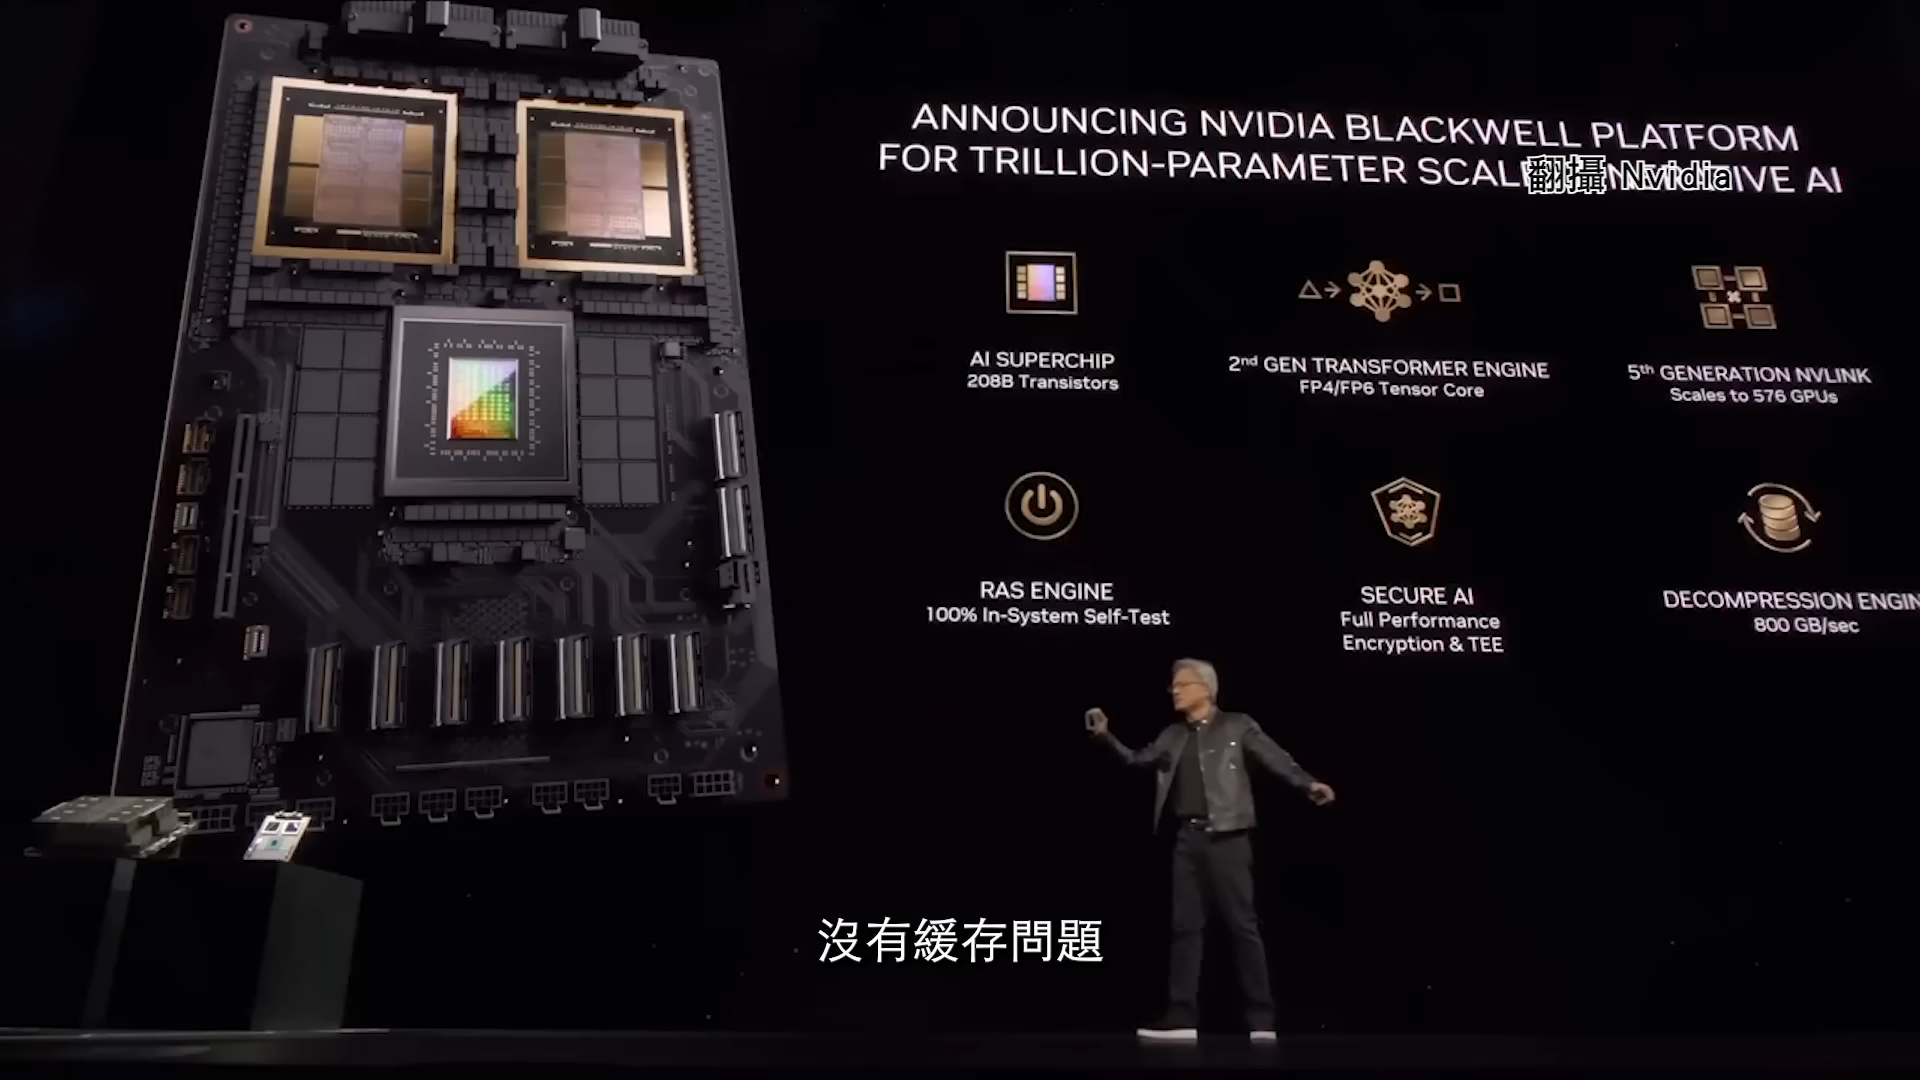 ANNOUNCING NVIDIA BLACKWELL PLATFORM
FOR TRILLION-PARAMETER SCALE IVE AI
翻攝 Nvidia
AI SUPERCHIP
208B Transistors
2nd GEN TRANSFORMER ENGINE
FP4/FP6 Tensor Core
5th GENERATION NVLINK
Scales to 576 GPUs
RAS ENGINE
100% In-System Self-Test
SECURE AI
Full Performance
Encryption & TEE
DECOMPRESSION ENGIN
800 GB/sec
沒有緩存問題